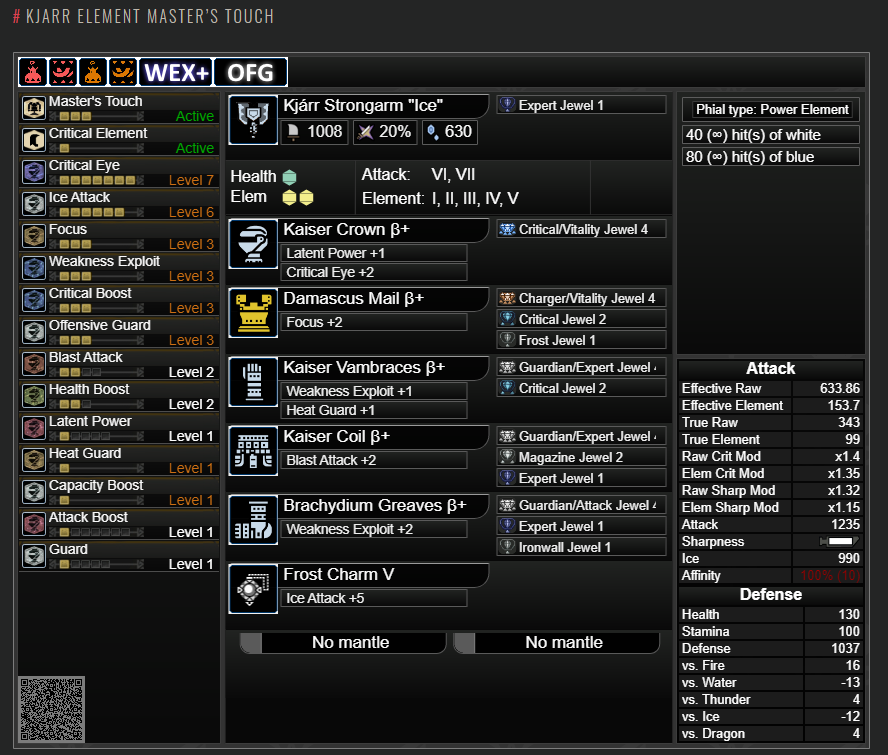 # KJARR ELEMENT MASTER'S TOUCH
WEX+ OFG
Master's Touch
Active
Critical Element
Active
Critical Eye
Level 7
Ice Attack
Level 6
Focus
Level 3
Weakness Exploit
Level 3
Critical Boost
Level 3
Offensive Guard
Level 3
Blast Attack
Level 2
Health Boost
Level 2
Latent Power
Level 1
Heat Guard
Level 1
Capacity Boost
Level 1
Attack Boost
Level 1
Guard
Level 1
Kjárr Strongarm "Ice"
1008 20% 630
Expert Jewel 1
Health
Elem
Attack: VI, VII
Element: I, II, III, IV, V
Kaiser Crown β+
Latent Power +1
Critical Eye +2
Critical/Vitality Jewel 4
Damascus Mail β+
Focus +2
Charger/Vitality Jewel 4
Critical Jewel 2
Frost Jewel 1
Kaiser Vambraces β+
Weakness Exploit +1
Heat Guard +1
Guardian/Expert Jewel
Critical Jewel 2
Kaiser Coil β+
Blast Attack +2
Guardian/Expert Jewel
Magazine Jewel 2
Expert Jewel 1
Brachydium Greaves β+
Weakness Exploit +2
Guardian/Attack Jewel
Expert Jewel 1
Ironwall Jewel 1
Frost Charm V
Ice Attack +5
No mantle No mantle
Phial type: Power Element
40 (∞) hit(s) of white
80 (∞) hit(s) of blue
Attack
Effective Raw 633.86
Effective Element 153.7
True Raw 343
True Element 99
Raw Crit Mod x1.4
Elem Crit Mod x1.35
Raw Sharp Mod x1.32
Elem Sharp Mod x1.15
Attack 1235
Sharpness
Ice 990
Affinity 100% (10)
Defense
Health 130
Stamina 100
Defense 1037
vs. Fire 16
vs. Water -13
vs. Thunder 4
vs. Ice -12
vs. Dragon 4